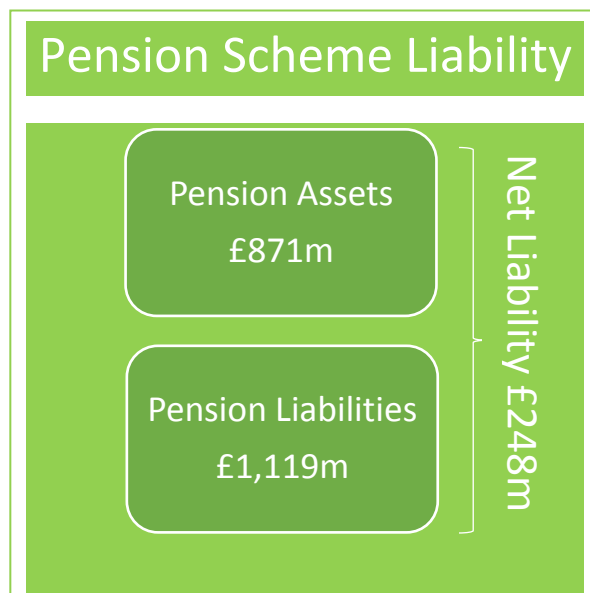 Pension Scheme Liability
Pension Assets
£871m
Pension Liabilities
£1,119m
Net Liability £248m